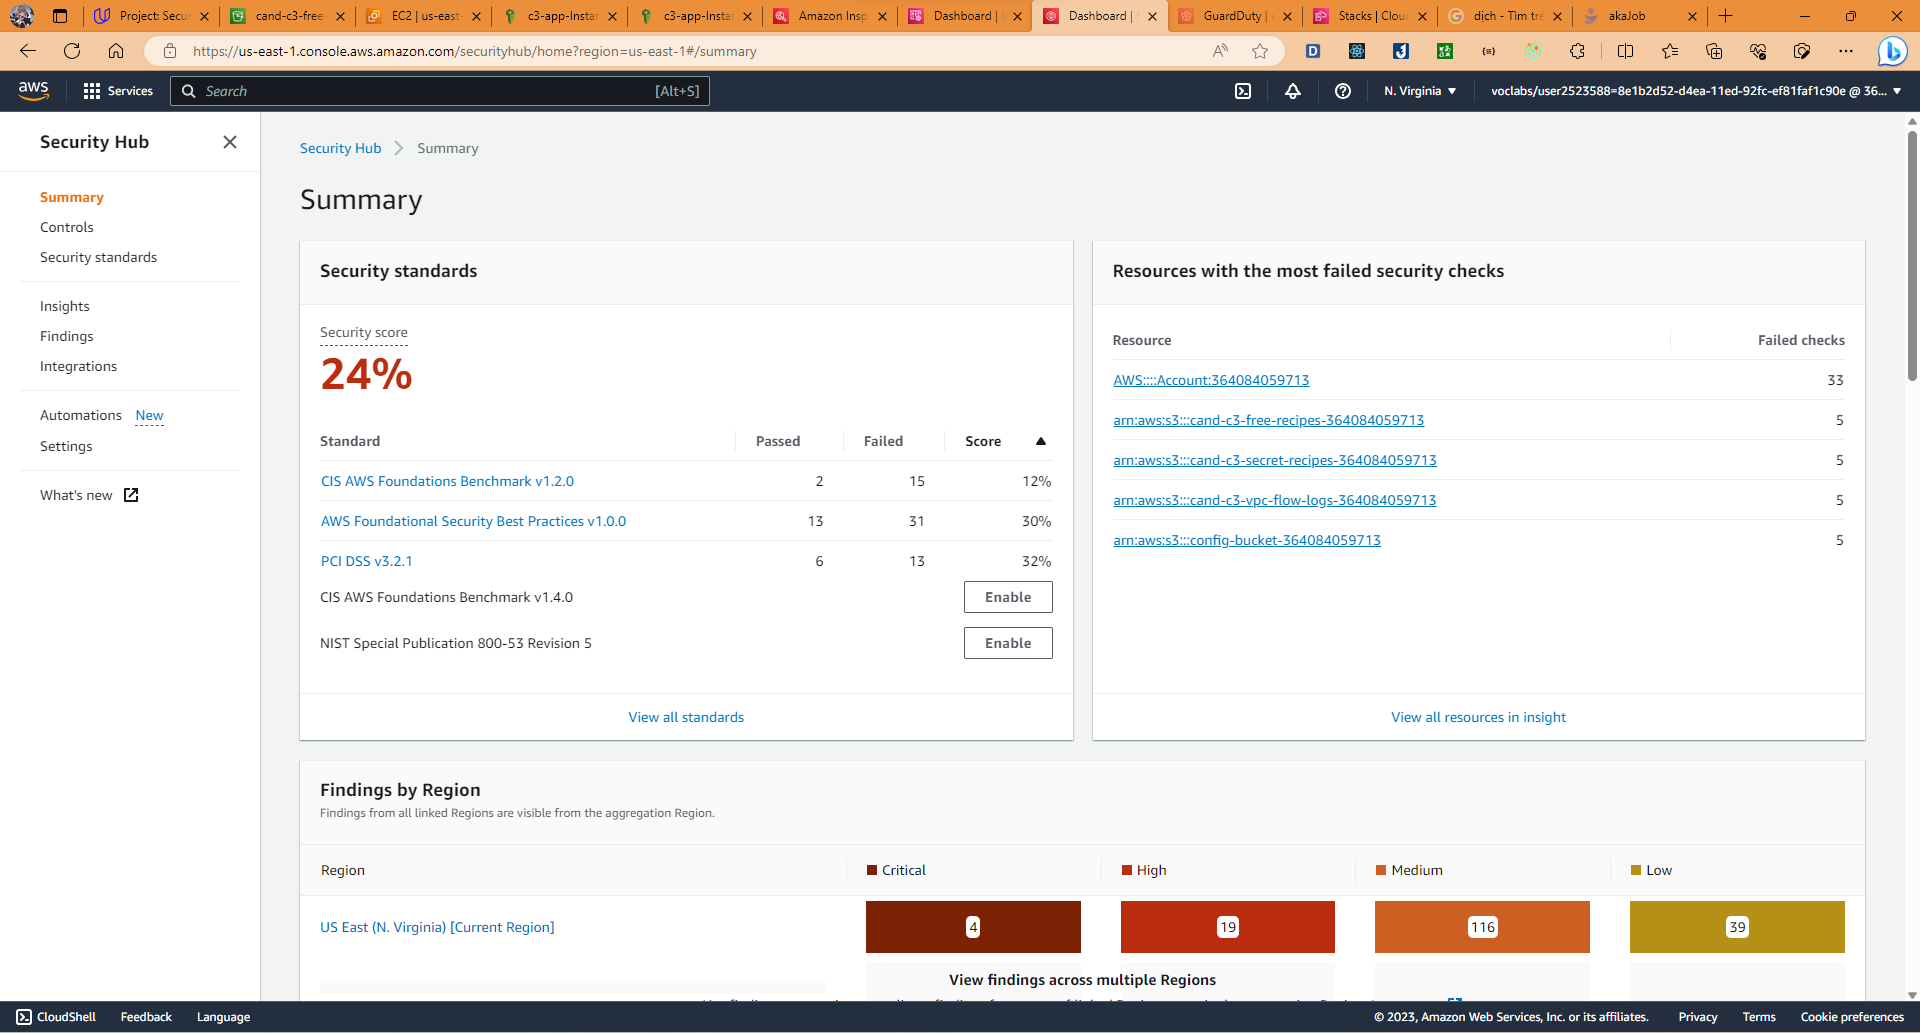 Project: Secu
cand-c3-free-
EC2 | us-east-
c3-app-Instan
c3-app-Instan
Amazon Insp
Dashboard |
Dashboard | S
GuardDuty |
Stacks | Clou
dịch - Tìm trê
akaJob
https://us-east-1.console.aws.amazon.com/securityhub/home?region=us-east-1#/summary
aws
Services
Search
[Alt+S]
N. Virginia
voclabs/user2523588=8e1b2d52-d4ea-11ed-92fc-ef81faf1c90e @ 36...
Security Hub
Summary
Controls
Security standards
Insights
Findings
Integrations
Automations New
Settings
What's new
Security Hub > Summary
Summary
Security standards
Security score
24%
Standard Passed Failed Score
CIS AWS Foundations Benchmark v1.2.0 2 15 12%
AWS Foundational Security Best Practices v1.0.0 13 31 30%
PCI DSS v3.2.1 6 13 32%
CIS AWS Foundations Benchmark v1.4.0 Enable
NIST Special Publication 800-53 Revision 5 Enable
View all standards
Resources with the most failed security checks
Resource Failed checks
AWS::::Account:364084059713 33
arn:aws:s3:::cand-c3-free-recipes-364084059713 5
arn:aws:s3:::cand-c3-secret-recipes-364084059713 5
arn:aws:s3:::cand-c3-vpc-flow-logs-364084059713 5
arn:aws:s3:::config-bucket-364084059713 5
View all resources in insight
Findings by Region
Findings from all linked Regions are visible from the aggregation Region.
Region Critical High Medium Low
US East (N. Virginia) [Current Region] 4 19 116 39
View findings across multiple Regions
CloudShell Feedback Language
© 2023, Amazon Web Services, Inc. or its affiliates. Privacy Terms Cookie preferences